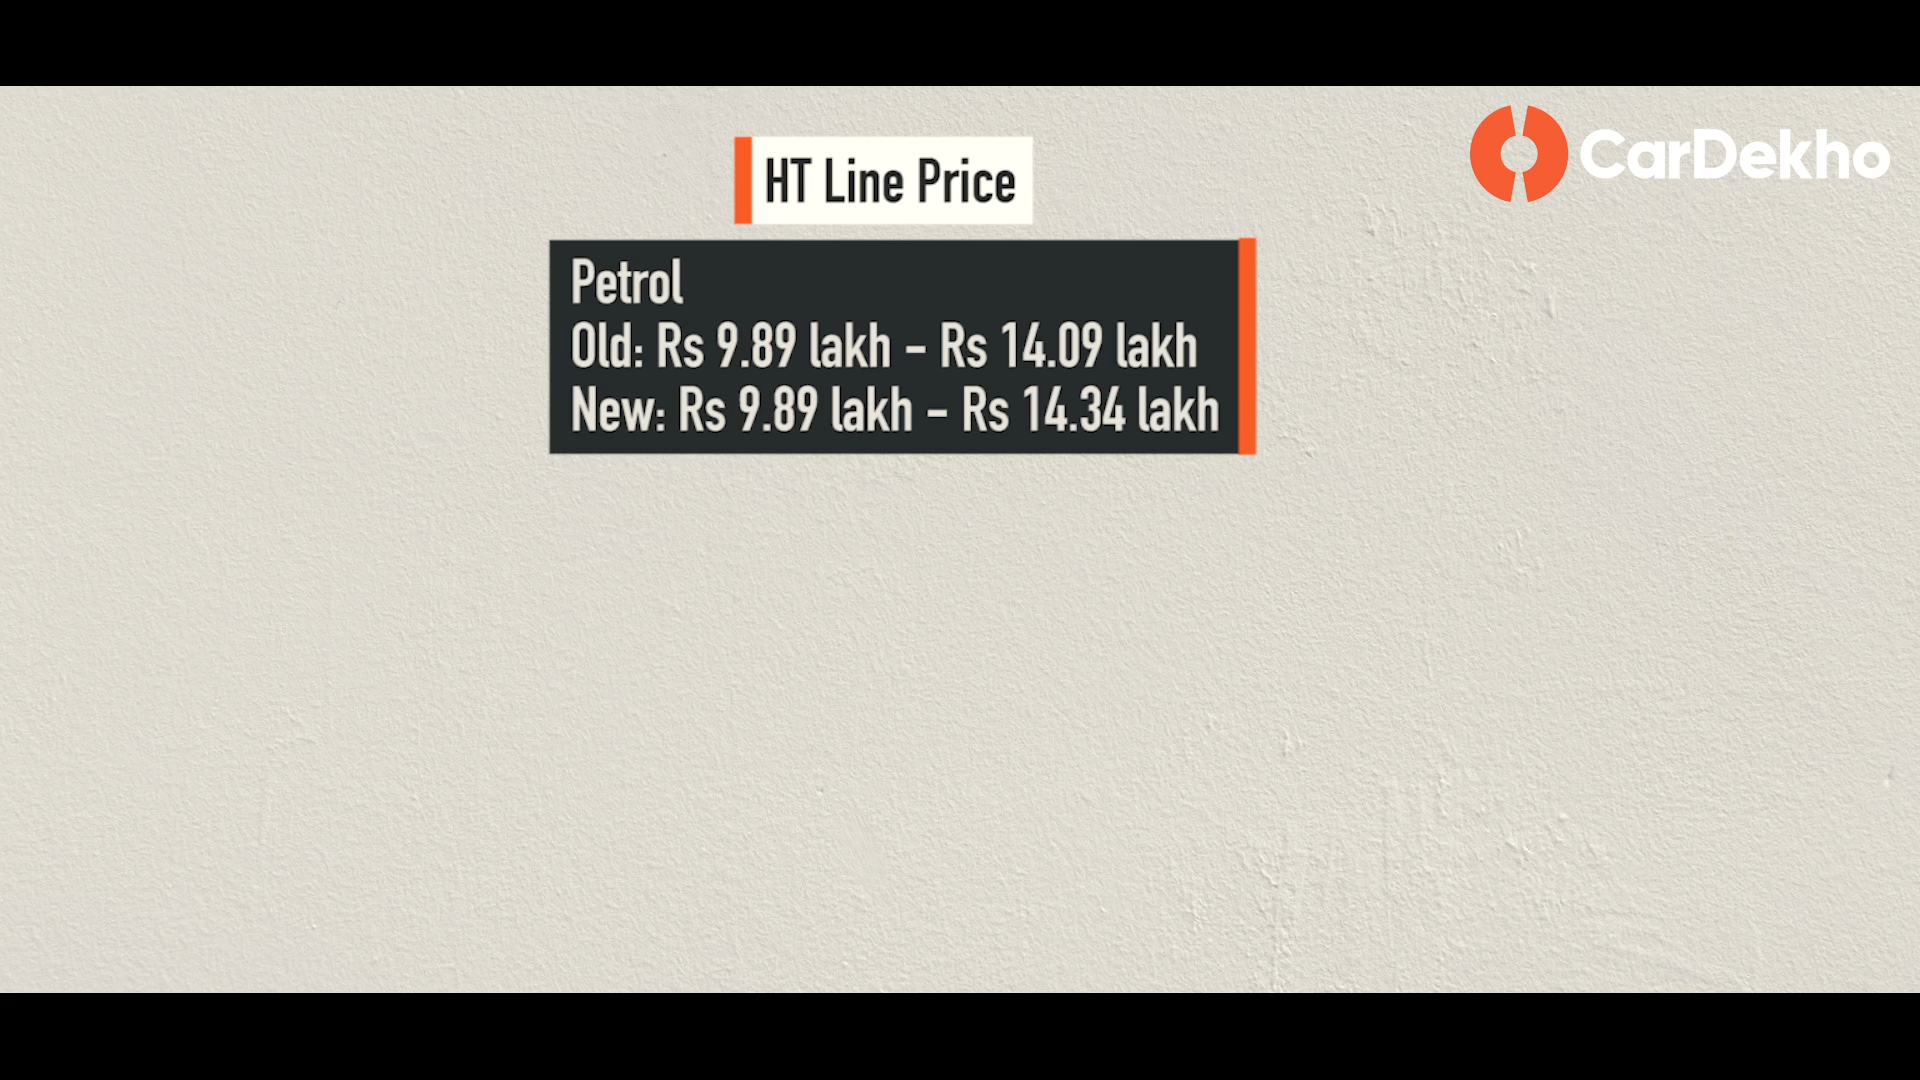 CarDekho
HT Line Price
Petrol
Old: Rs 9.89 lakh - Rs 14.09 lakh
New: Rs 9.89 lakh - Rs 14.34 lakh